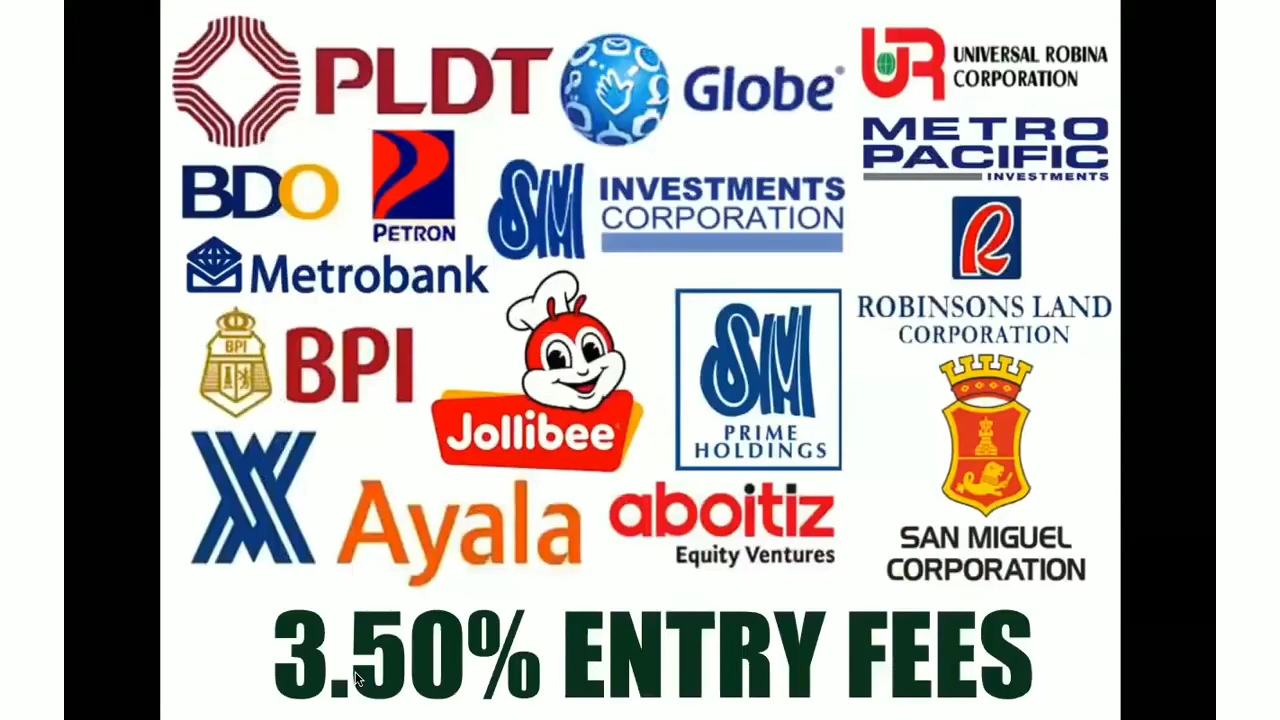 PLDT
Globe
UNIVERSAL ROBINA
CORPORATION
METRO
PACIFIC
INVESTMENTS
BDO
PETRON
SM
INVESTMENTS
CORPORATION
R
ROBINSONS LAND
CORPORATION
Metrobank
BPI
BPI
Jollibee
SM
PRIME
HOLDINGS
SAN MIGUEL
CORPORATION
Ayala
aboitiz
Equity Ventures
3.50% ENTRY FEES